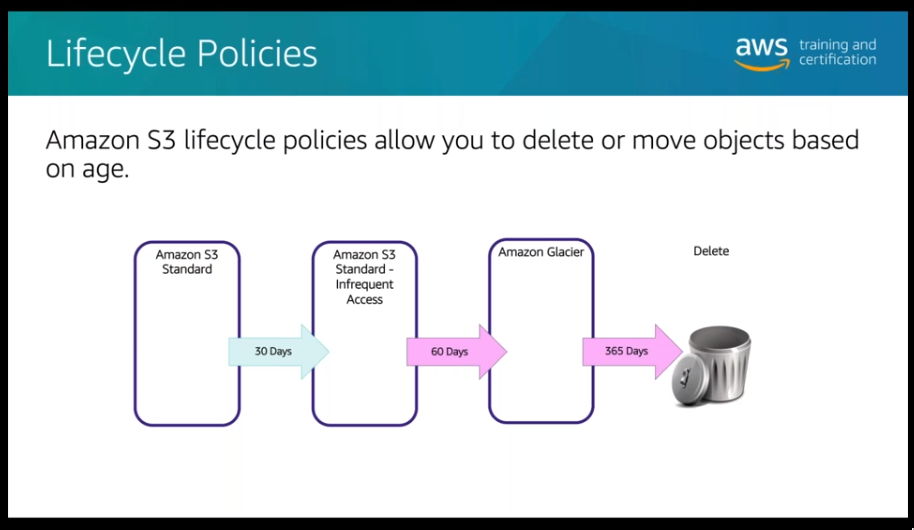 Lifecycle Policies
aws training and
certification
Amazon S3 lifecycle policies allow you to delete or move objects based
on age.
Amazon S3
Standard
Amazon S3
Standard -
Infrequent
Access
Amazon Glacier
Delete
30 Days
60 Days
365 Days